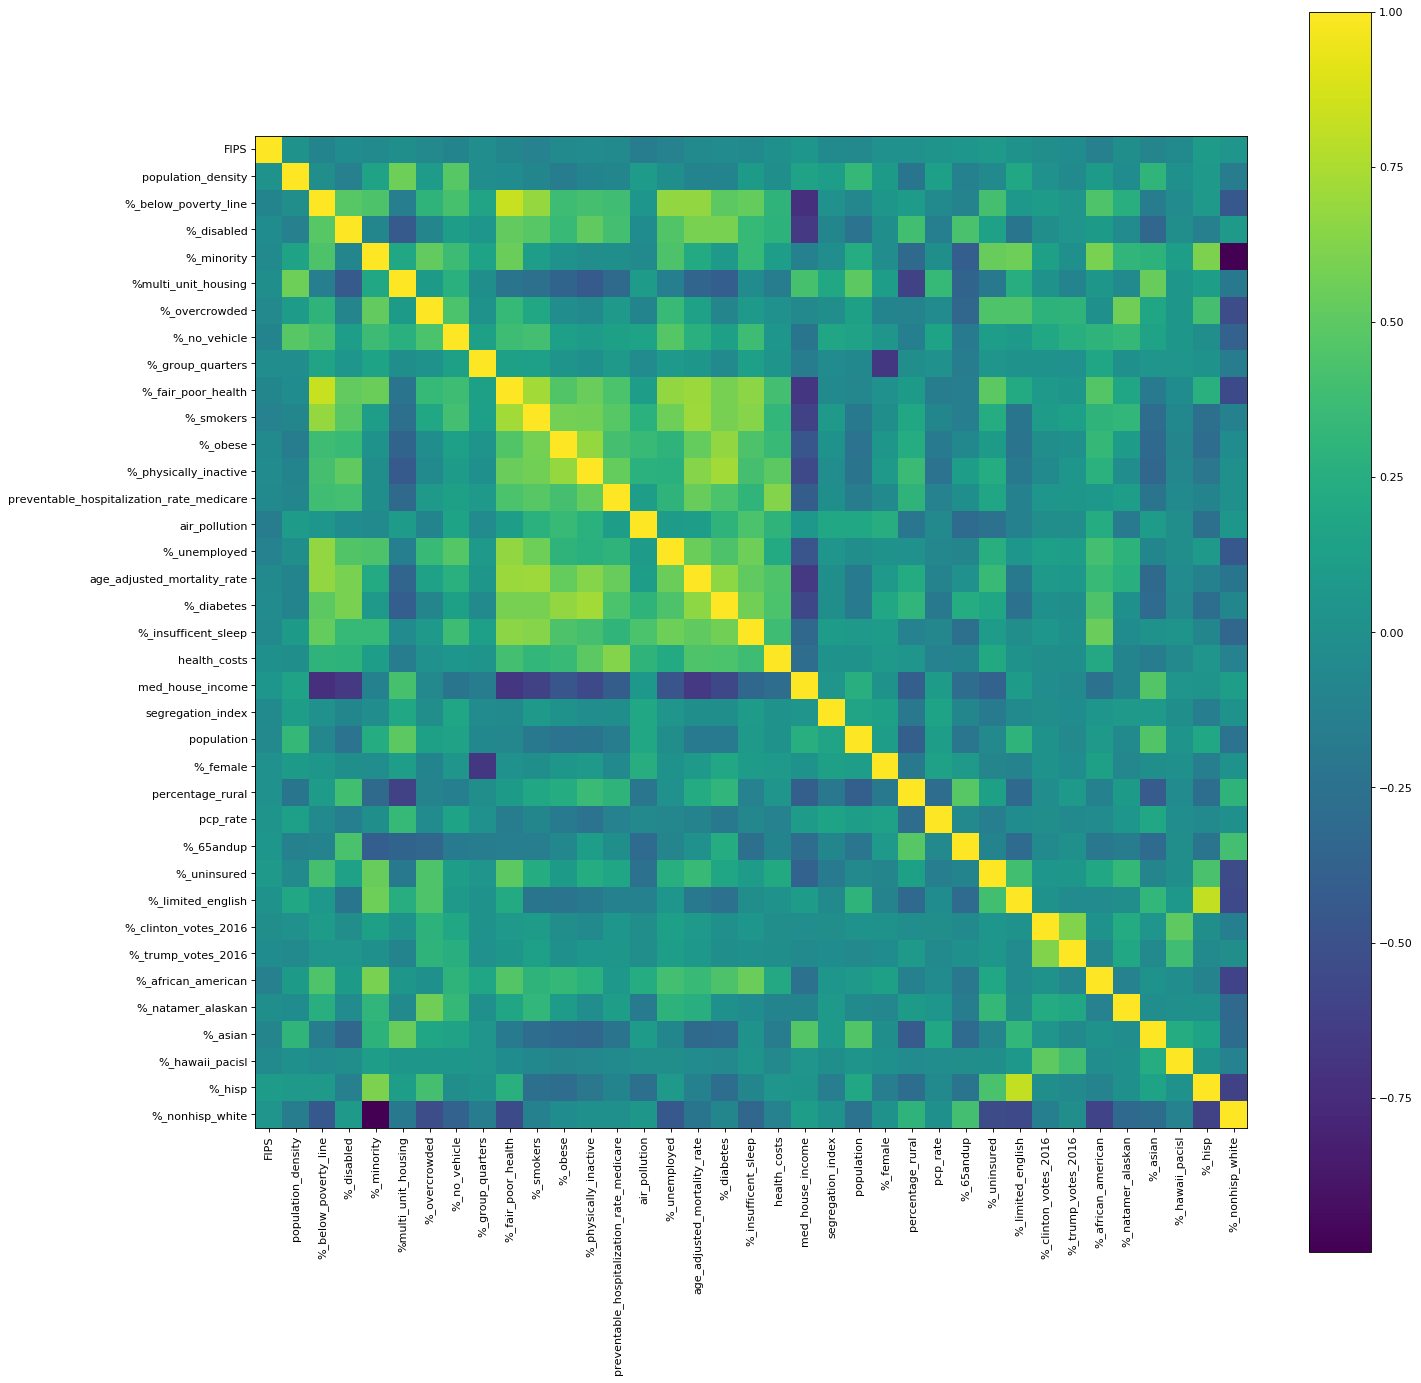 FIPS
population_density
%_below_poverty_line
%_disabled
%_minority
%multi_unit_housing
%_overcrowded
%_no_vehicle
%_group_quarters
%_fair_poor_health
%_smokers
%_obese
%_physically_inactive
preventable_hospitalization_rate_medicare
air_pollution
%_unemployed
age_adjusted_mortality_rate
%_diabetes
%_insufficent_sleep
health_costs
med_house_income
segregation_index
population
%_female
percentage_rural
pcp_rate
%_65andup
%_uninsured
%_limited_english
%_clinton_votes_2016
%_trump_votes_2016
%_african_american
%_natamer_alaskan
%_asian
%_hawaii_pacisl
%_hisp
%_nonhisp_white
FIPS
population_density
%_below_poverty_line
%_disabled
%_minority
%multi_unit_housing
%_overcrowded
%_no_vehicle
%_group_quarters
%_fair_poor_health
%_smokers
%_obese
%_physically_inactive
preventable_hospitalization_rate_medicare
air_pollution
%_unemployed
age_adjusted_mortality_rate
%_diabetes
%_insufficent_sleep
health_costs
med_house_income
segregation_index
population
%_female
percentage_rural
pcp_rate
%_65andup
%_uninsured
%_limited_english
%_clinton_votes_2016
%_trump_votes_2016
%_african_american
%_natamer_alaskan
%_asian
%_hawaii_pacisl
%_hisp
%_nonhisp_white
1.00
0.75
0.50
0.25
0.00
−0.25
−0.50
−0.75